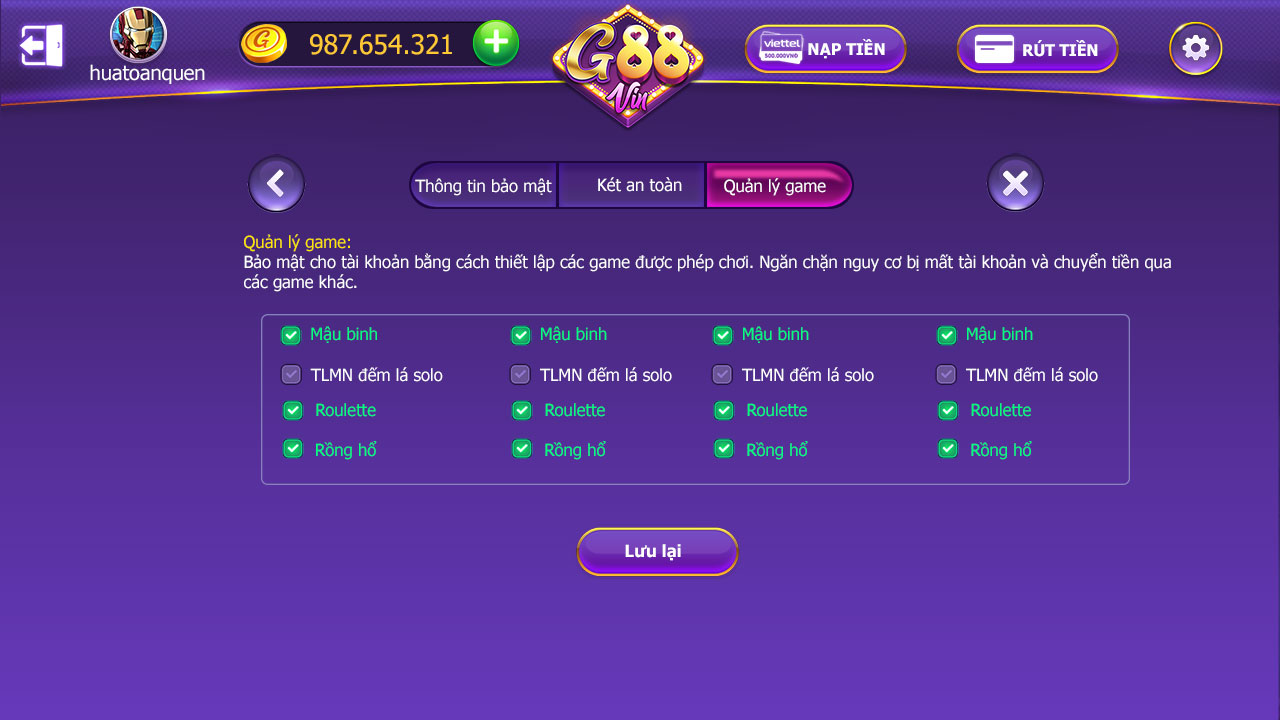 huatoanquen
G
987.654.321
G88
Vin
viettel
500.000VNĐ
NẠP TIỀN
RÚT TIỀN
Thông tin bảo mật
Két an toàn
Quản lý game
Quản lý game:
Bảo mật cho tài khoản bằng cách thiết lập các game được phép chơi. Ngăn chặn nguy cơ bị mất tài khoản và chuyển tiền qua
các game khác.
Mậu binh Mậu binh Mậu binh Mậu binh
TLMN đếm lá solo TLMN đếm lá solo TLMN đếm lá solo TLMN đếm lá solo
Roulette Roulette Roulette Roulette
Rồng hổ Rồng hổ Rồng hổ Rồng hổ
Lưu lại